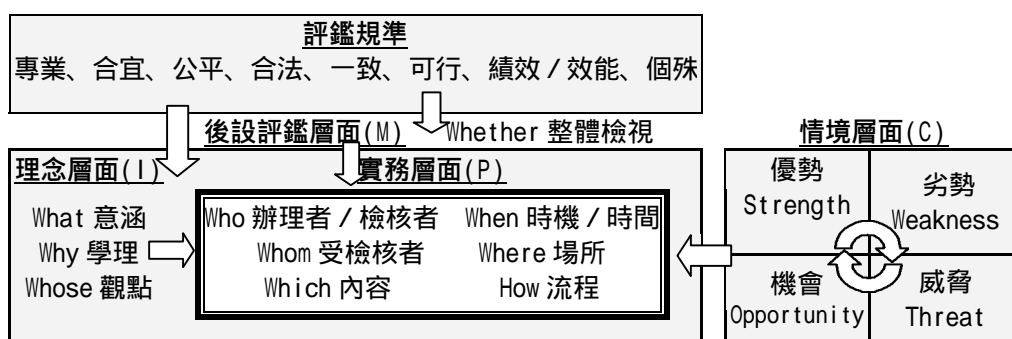 評鑑規準
專業、合宜、公平、合法、一致、可行、績效/效能、個殊
後設評鑑層面(M) Whether 整體檢視
理念層面(I)
What 意涵
Why 學理
Whose 觀點
實務層面(P)
Who 辦理者/檢核者 When 時機/時間
Whom 受檢核者 Where 場所
Which 內容 How 流程
情境層面(C)
優勢
Strength
劣勢
Weakness
機會
Opportunity
威脅
Threat